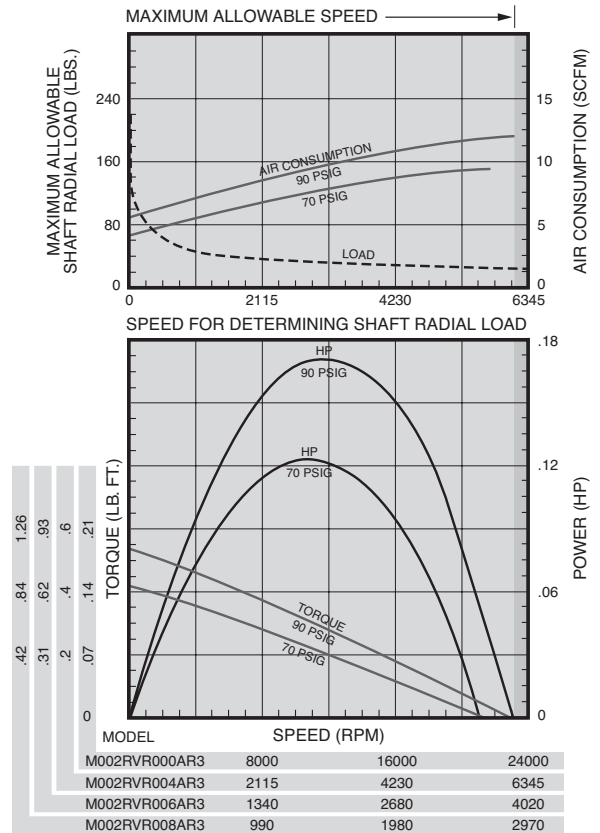 MAXIMUM ALLOWABLE SPEED
MAXIMUM ALLOWABLE
SHAFT RADIAL LOAD (LBS.)
240
160
80
0
AIR CONSUMPTION
90 PSIG
70 PSIG
LOAD
15
10
5
0
AIR CONSUMPTION (SCFM)
0 2115 4230 6345
SPEED FOR DETERMINING SHAFT RADIAL LOAD
HP
90 PSIG
HP
70 PSIG
TORQUE
90 PSIG
70 PSIG
.18
.12
.06
0
POWER (HP)
1.26 .93 .6 .21
.84 .62 .4 .14
.42 .31 .2 .07
0
TORQUE (LB. FT.)
MODEL SPEED (RPM)
M002RVR000AR3 8000 16000 24000
M002RVR004AR3 2115 4230 6345
M002RVR006AR3 1340 2680 4020
M002RVR008AR3 990 1980 2970